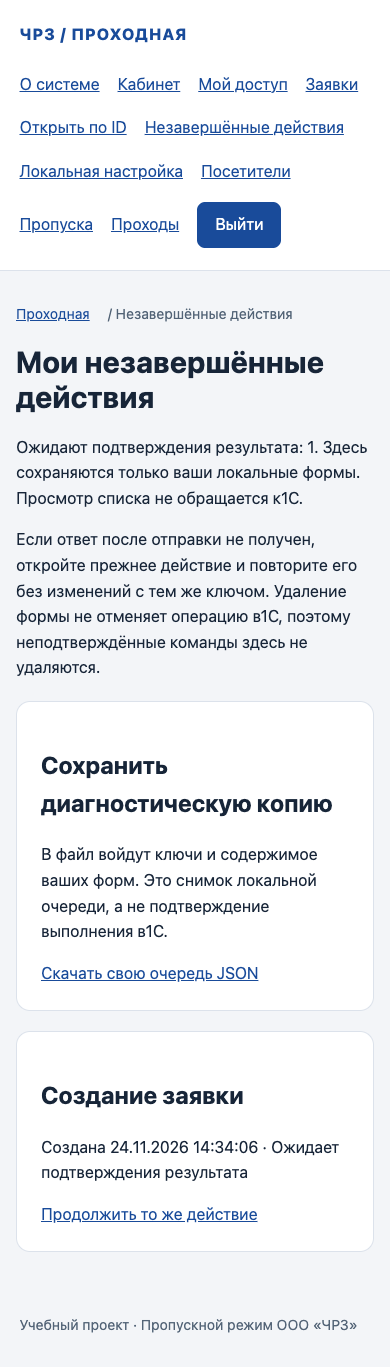 ЧРЗ / ПРОХОДНАЯ
О системе Кабинет Мой доступ Заявки
Открыть по ID Незавершённые действия
Локальная настройка Посетители
Пропуска Проходы Выйти
Проходная / Незавершённые действия
Мои незавершённые
действия
Ожидают подтверждения результата: 1. Здесь
сохраняются только ваши локальные формы.
Просмотр списка не обращается к1С.
Если ответ после отправки не получен,
откройте прежнее действие и повторите его
без изменений с тем же ключом. Удаление
формы не отменяет операцию в1С, поэтому
неподтверждённые команды здесь не
удаляются.
Сохранить
диагностическую копию
В файл войдут ключи и содержимое
ваших форм. Это снимок локальной
очереди, а не подтверждение
выполнения в1С.
Скачать свою очередь JSON
Создание заявки
Создана 24.11.2026 14:34:06 · Ожидает
подтверждения результата
Продолжить то же действие
Учебный проект · Пропускной режим ООО «ЧРЗ»